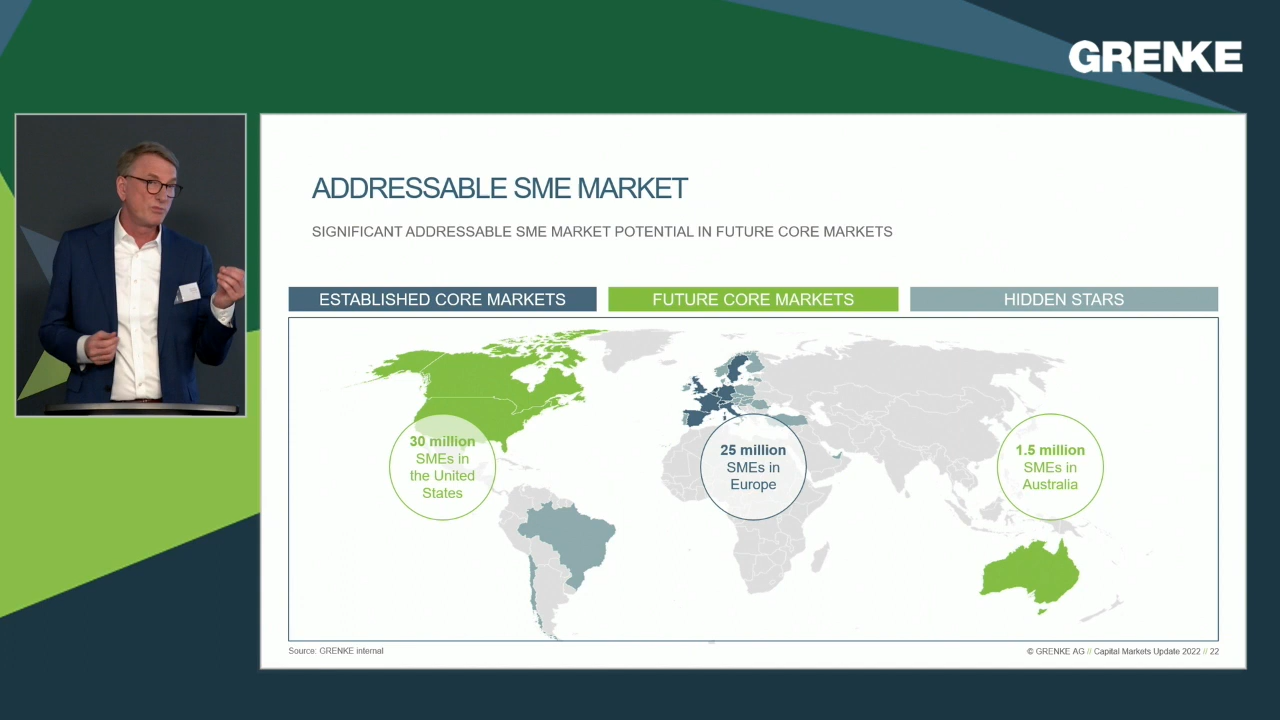 GRENKE
ADDRESSABLE SME MARKET
SIGNIFICANT ADDRESSABLE SME MARKET POTENTIAL IN FUTURE CORE MARKETS
ESTABLISHED CORE MARKETS
FUTURE CORE MARKETS
HIDDEN STARS
30 million
SMEs in
the United
States
25 million
SMEs in
Europe
1.5 million
SMEs in
Australia
Source: GRENKE internal
© GRENKE AG // Capital Markets Update 2022 // 22